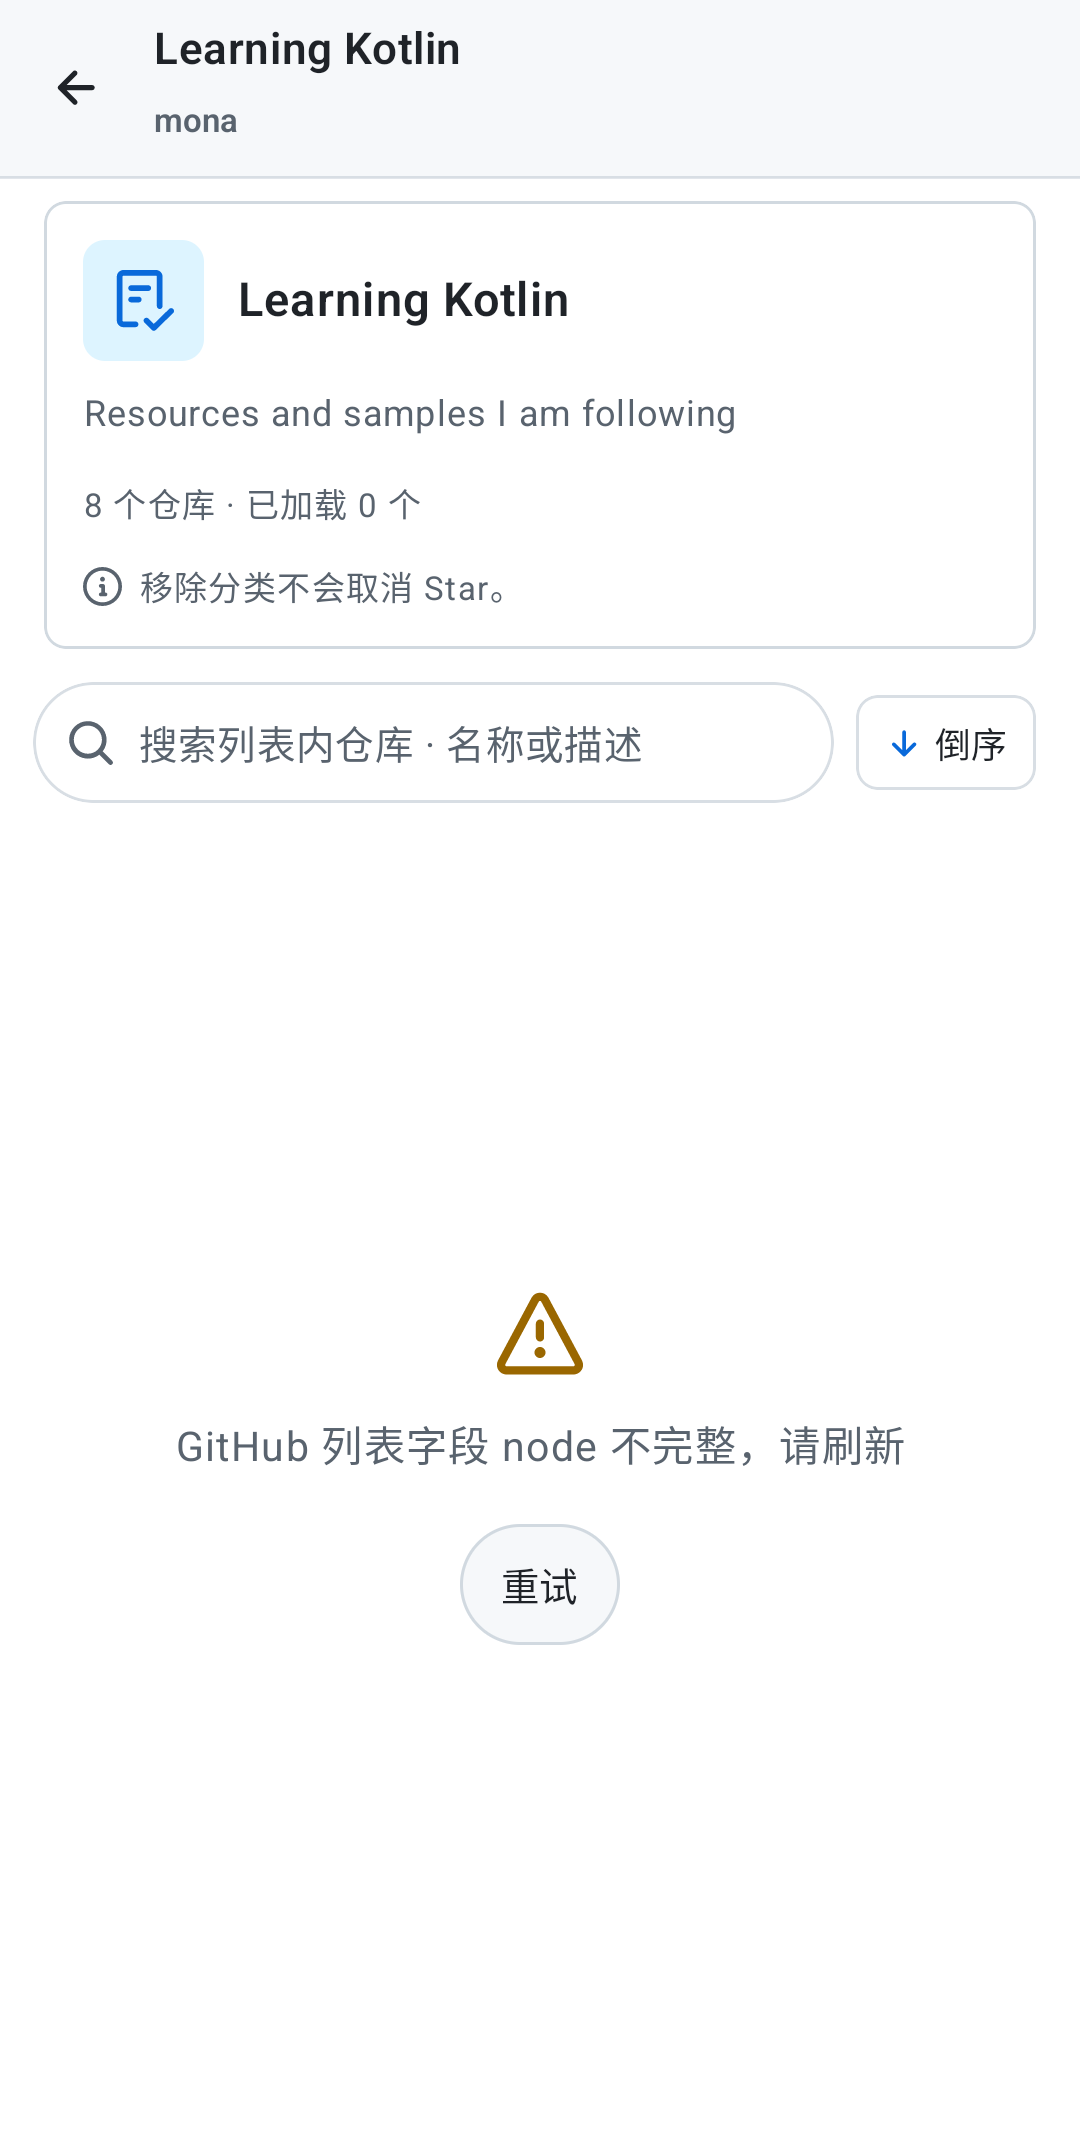 Learning Kotlin
mona
Learning Kotlin
Resources and samples I am following
8 个仓库 · 已加载 0 个
移除分类不会取消 Star。
搜索列表内仓库 · 名称或描述
倒序
GitHub 列表字段 node 不完整，请刷新
重试